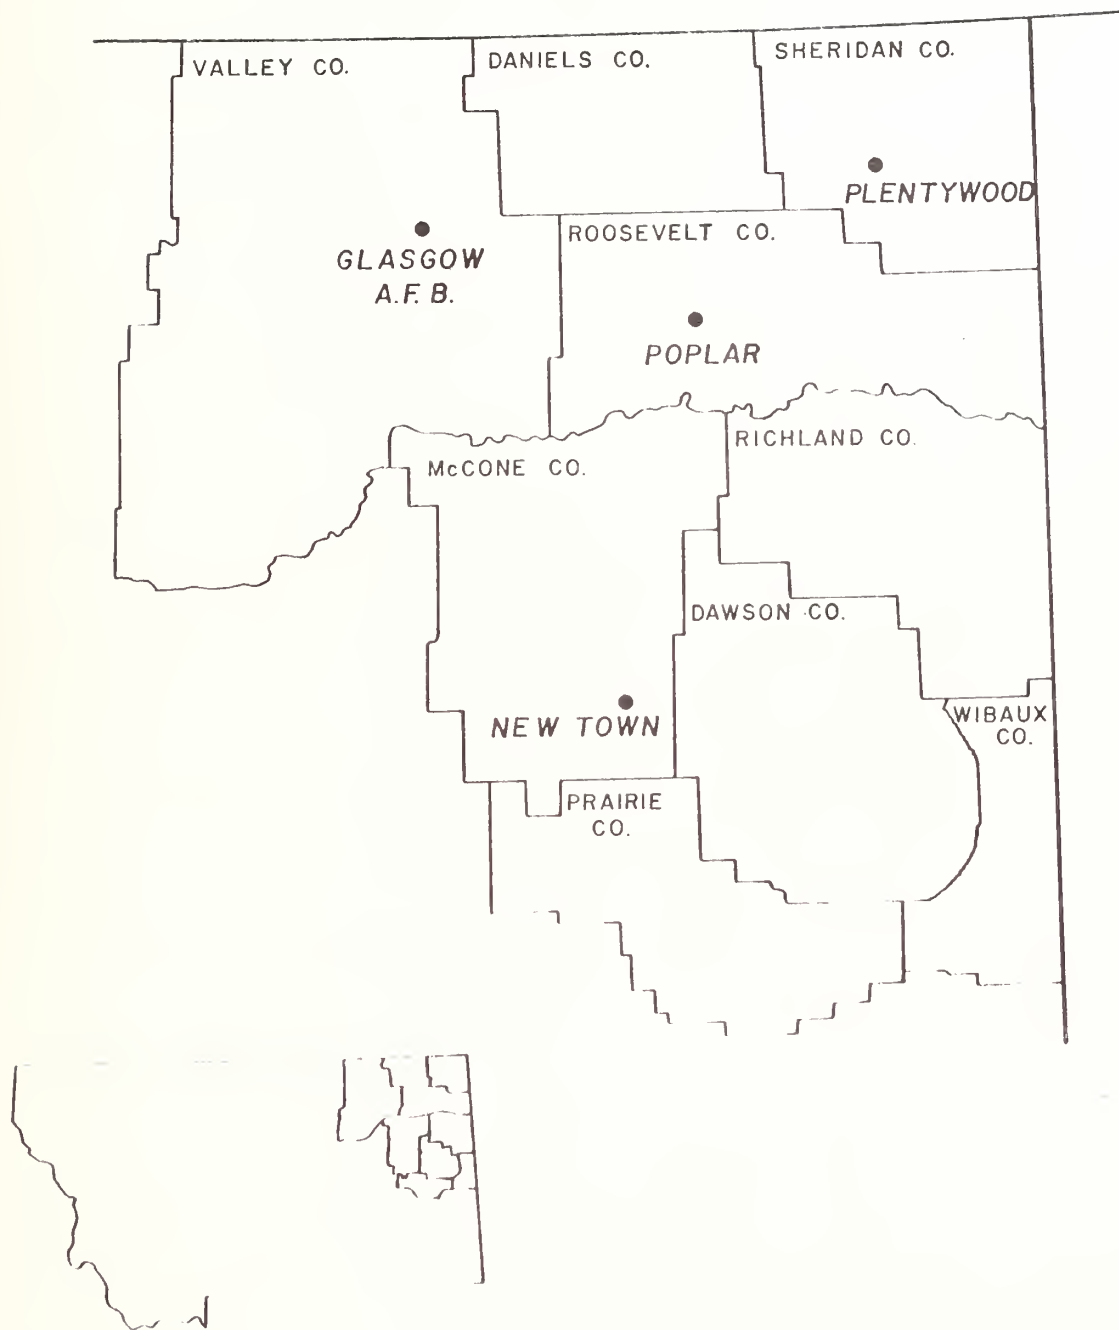 VALLEY CO.
DANIELS CO.
SHERIDAN CO.
PLENTYWOOD
ROOSEVELT CO.
GLASGOW
A.F.B.
POPLAR
RICHLAND CO.
McCONE CO.
DAWSON CO.
NEW TOWN
WIBAUX
CO.
PRAIRIE
CO.